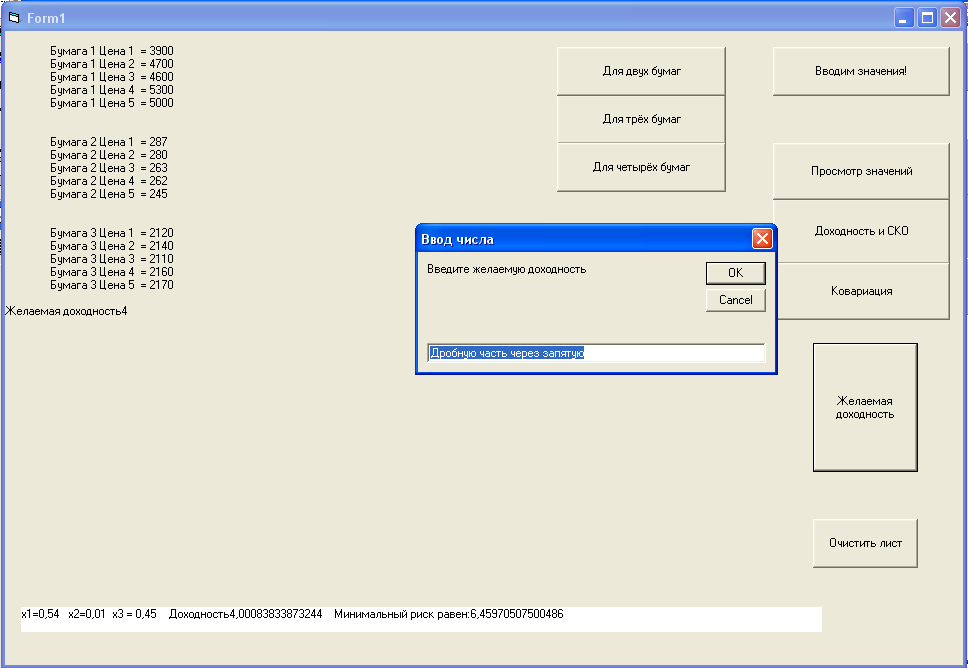 Form1
Бумага 1 Цена 1 = 3900
Бумага 1 Цена 2 = 4700
Бумага 1 Цена 3 = 4600
Бумага 1 Цена 4 = 5300
Бумага 1 Цена 5 = 5000
Бумага 2 Цена 1 = 287
Бумага 2 Цена 2 = 280
Бумага 2 Цена 3 = 263
Бумага 2 Цена 4 = 262
Бумага 2 Цена 5 = 245
Бумага 3 Цена 1 = 2120
Бумага 3 Цена 2 = 2140
Бумага 3 Цена 3 = 2110
Бумага 3 Цена 4 = 2160
Бумага 3 Цена 5 = 2170
Желаемая доходность4
Для двух бумаг
Для трёх бумаг
Для четырёх бумаг
Вводим значения!
Просмотр значений
Доходность и СКО
Ковариация
Ввод числа
Введите желаемую доходность
OK
Cancel
Дробную часть через запятую
Желаемая
доходность
Очистить лист
x1=0,54 x2=0,01 x3 = 0,45 Доходность4,00083833873244 Минимальный риск равен:6,45970507500486